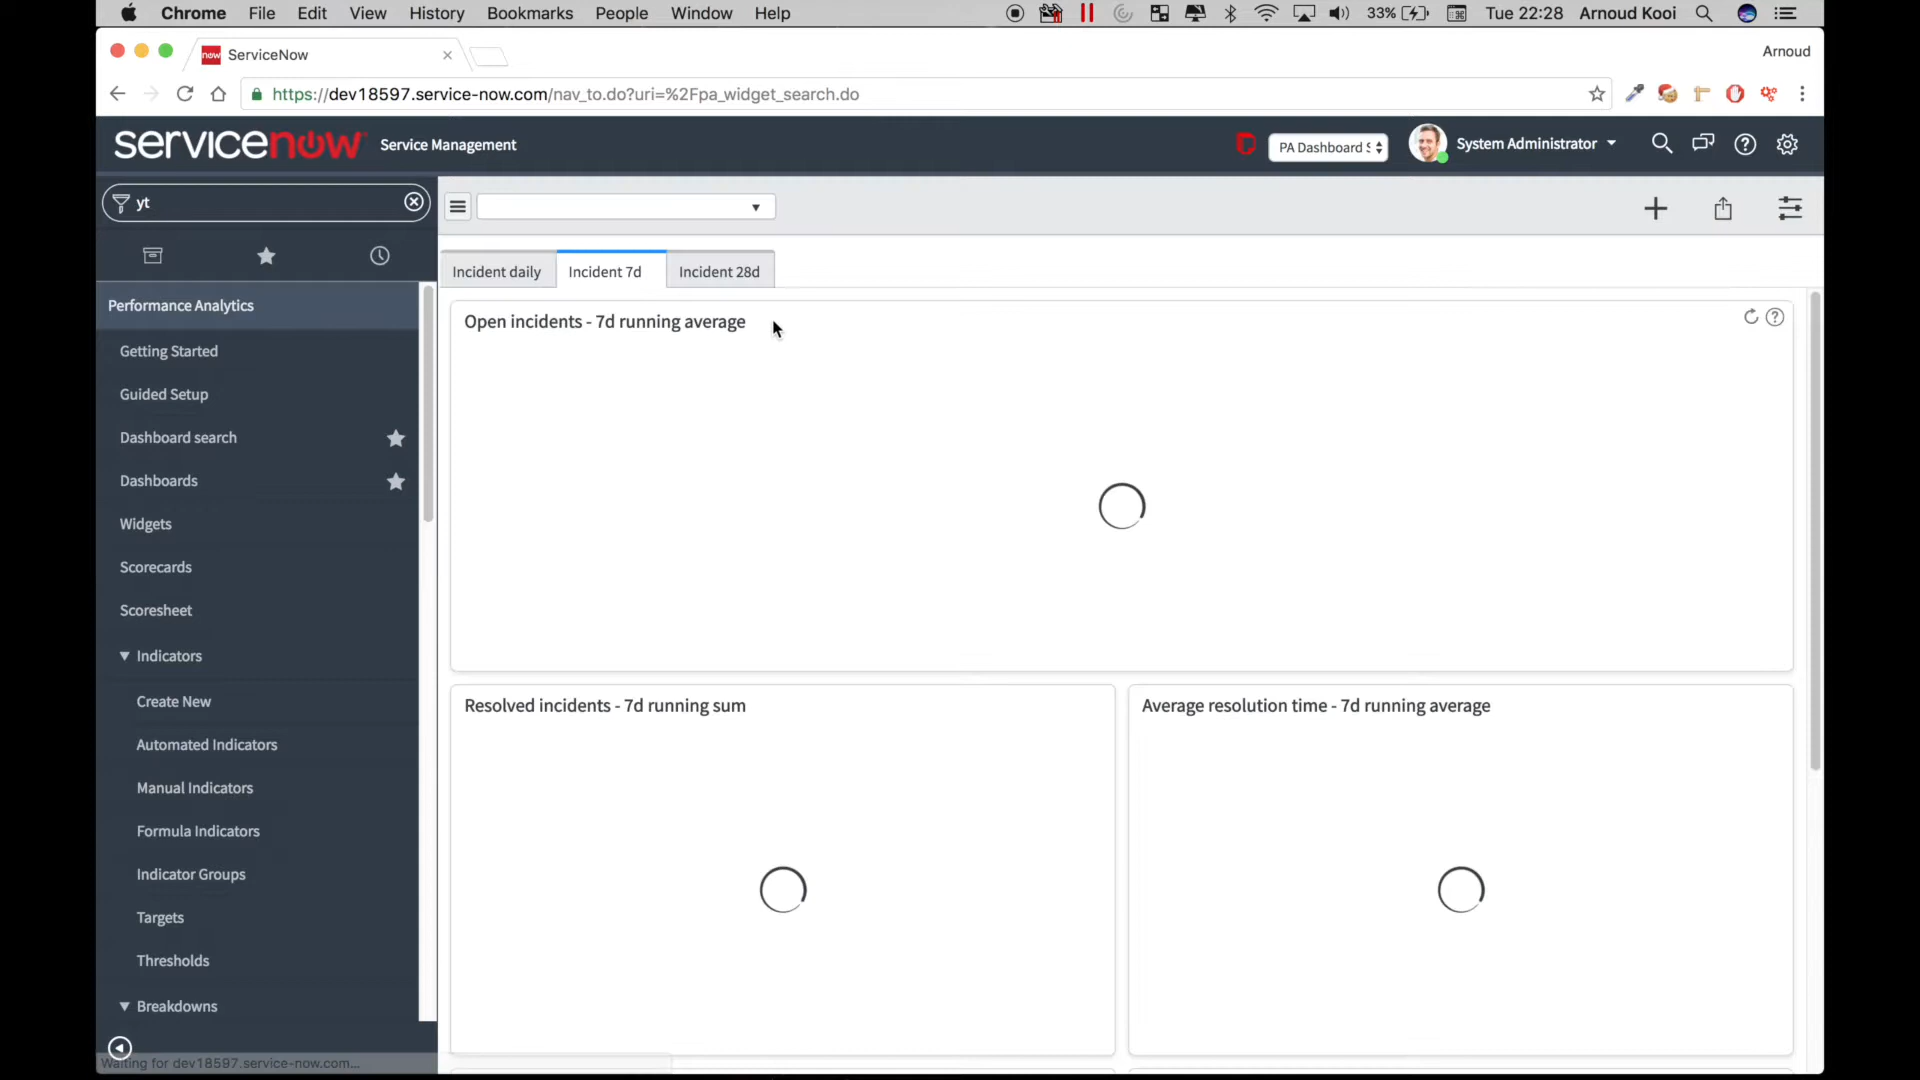 Chrome File Edit View History Bookmarks People Window Help 33% Tue 22:28 Arnoud Kooi
now ServiceNow Arnoud
https://dev18597.service-now.com/nav_to.do?uri=%2Fpa_widget_search.do
servicenow Service Management PA Dashboard S System Administrator
yt
Incident daily Incident 7d Incident 28d
Performance Analytics
Getting Started
Guided Setup
Dashboard search
Dashboards
Widgets
Scorecards
Scoresheet
Indicators
Create New
Automated Indicators
Manual Indicators
Formula Indicators
Indicator Groups
Targets
Thresholds
Breakdowns
Waiting for dev18597.service-now.com...
Open incidents - 7d running average
Resolved incidents - 7d running sum
Average resolution time - 7d running average